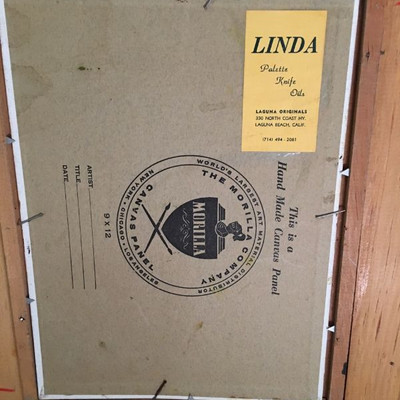 LINDA
Palette
Knife
Oils
LAGUNA ORIGINALS
330 NORTH COAST HY.
LAGUNA BEACH, CALIF.
(714) 494-2081
This is a
Hand Made Canvas Panel
WORLD'S LARGEST ART MATERIAL DISTRIBUTOR
THE MORILLA COMPANY
MORILLA
CANVAS PANEL
NEW YORK • CHICAGO • LOS ANGELES
9 X 12
ARTIST
TITLE
DATE